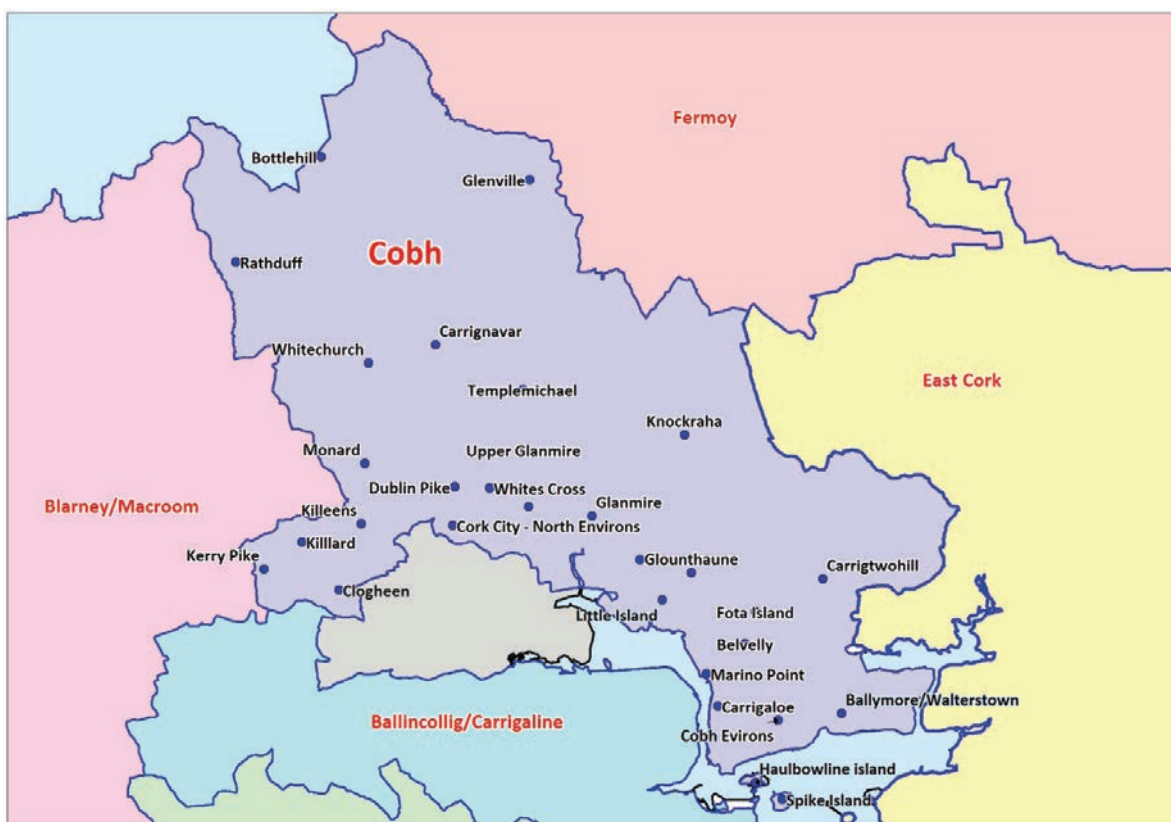 Fermoy
Bottlehill
Glenville
Cobh
Rathduff
Carrignavar
Whitechurch
East Cork
Templemichael
Knockraha
Monard
Upper Glanmire
Dublin Pike
Whites Cross
Blarney/Macroom
Glanmire
Killeens
Cork City - North Environs
Killlard
Kerry Pike
Glounthaune
Carrigtwohill
Clogheen
Little Island
Fota Island
Belvelly
Marino Point
Ballymore/Walterstown
Carrigaloe
Ballincollig/Carrigaline
Cobh Evirons
Haulbowline island
Spike Island